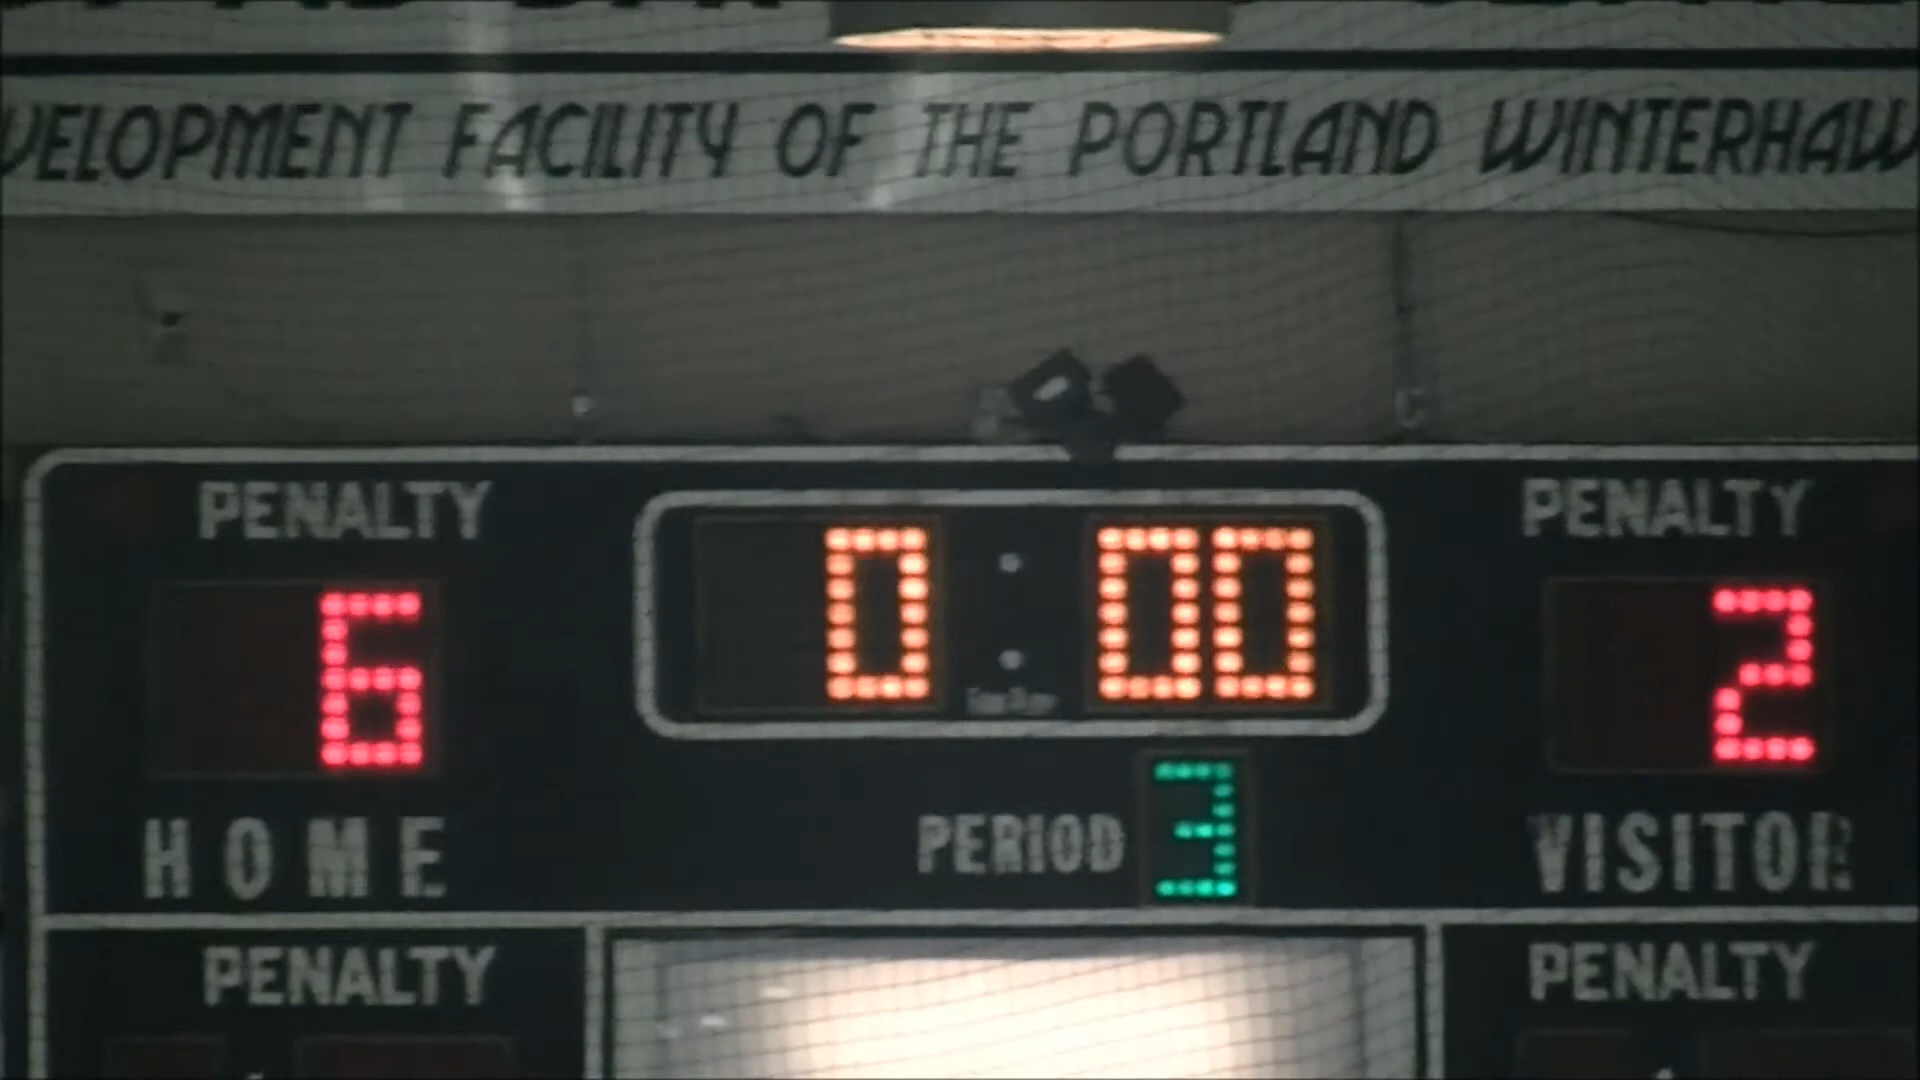 VELOPMENT FACILITY OF THE PORTLAND WINTERHAW
PENALTY 0:00 PENALTY
6 2
HOME PERIOD 3 VISITOR
PENALTY PENALTY